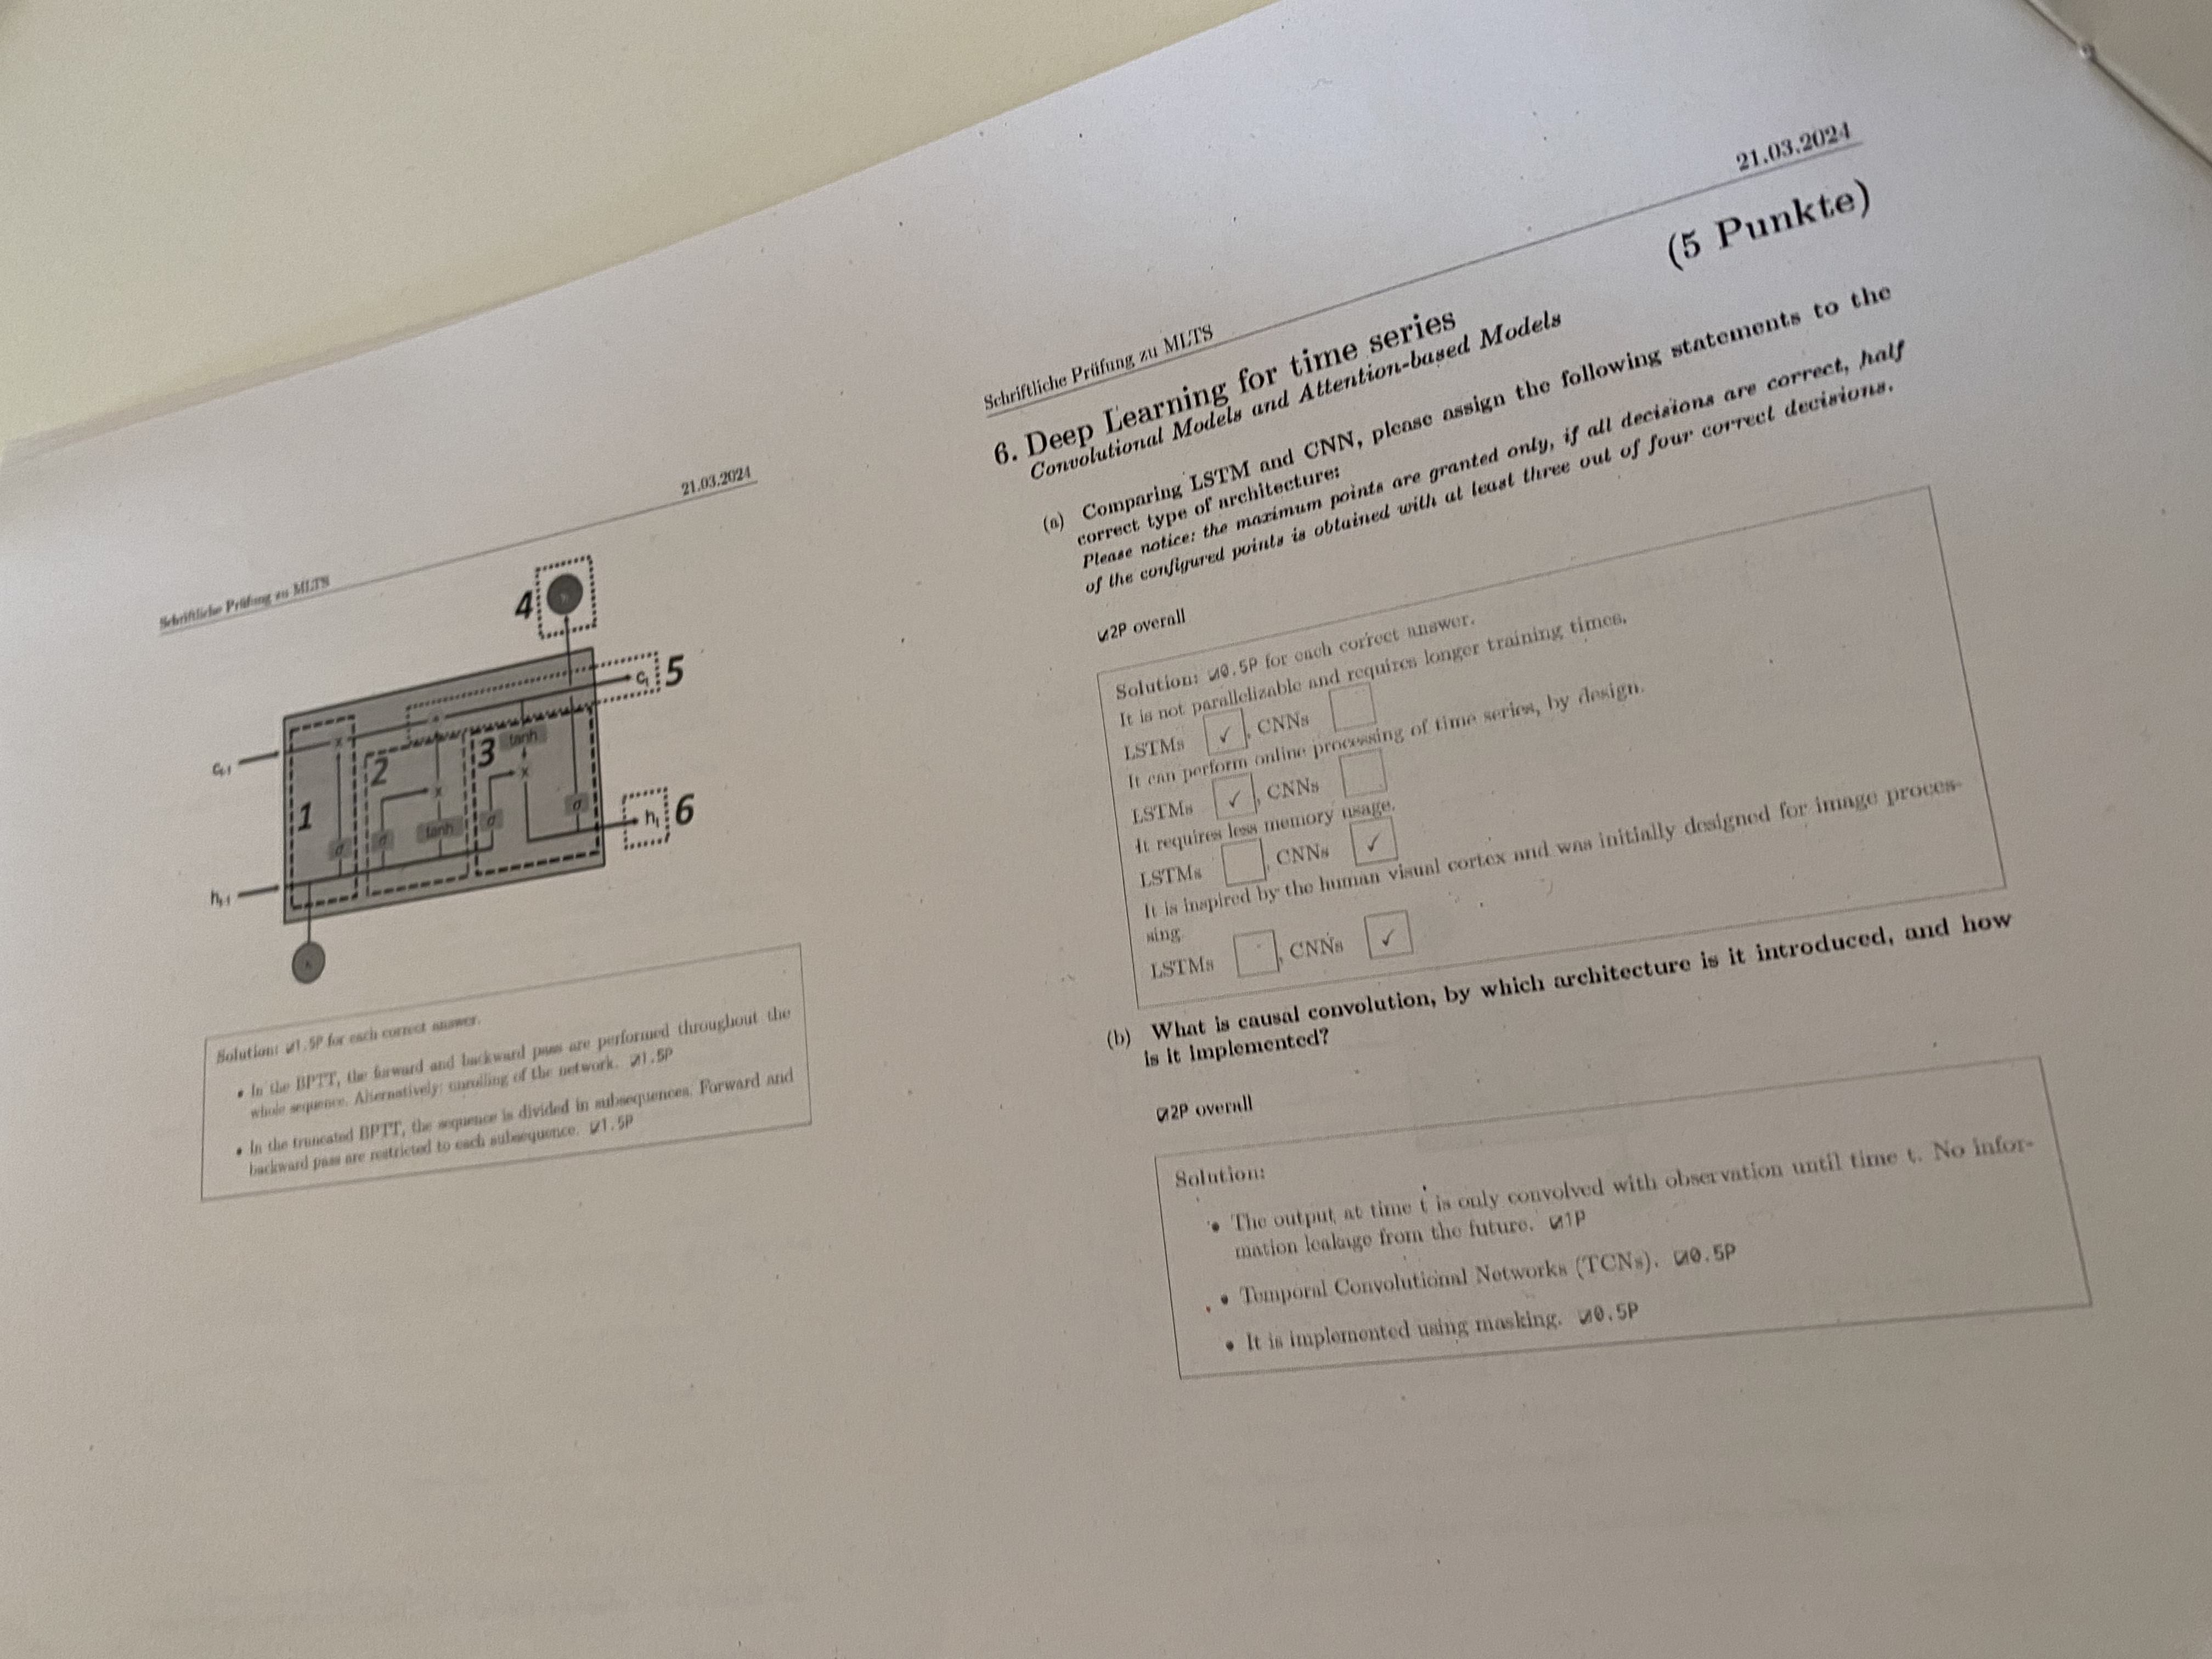 Schriftliche Prüfung zu MLTS
21.03.2024
4
5
6
1
2
3
tanh
tanh
σ
σ
σ
σ
x
x
x
cₜ₋₁
hₜ₋₁
cₜ
hₜ
Solution: ☑1.5P for each correct answer.
• In the BPTT, the forward and backward pass are performed throughout the
whole sequence. Alternatively: unrolling of the network. ☑1.5P
• In the truncated BPTT, the sequence is divided in subsequences. Forward and
backward pass are restricted to each subsequence. ☑1.5P
Schriftliche Prüfung zu MLTS
21.03.2024
6. Deep Learning for time series
(5 Punkte)
Convolutional Models and Attention-based Models
(a) Comparing LSTM and CNN, please assign the following statements to the
correct type of architecture:
Please notice: the maximum points are granted only, if all decisions are correct, half
of the configured points is obtained with at least three out of four correct decisions.
☑2P overall
Solution: ☑0.5P for each correct answer.
It is not parallelizable and requires longer training times.
LSTMs ✓, CNNs
It can perform online processing of time series, by design.
LSTMs ✓, CNNs
It requires less memory usage.
LSTMs , CNNs ✓
It is inspired by the human visual cortex and was initially designed for image proces-
sing
LSTMs , CNNs ✓
(b) What is causal convolution, by which architecture is it introduced, and how
is it implemented?
☑2P overall
Solution:
• The output at time t is only convolved with observation until time t. No infor-
mation leakage from the future. ☑1P
• Temporal Convolutional Networks (TCNs). ☑0.5P
• It is implemented using masking. ☑0.5P